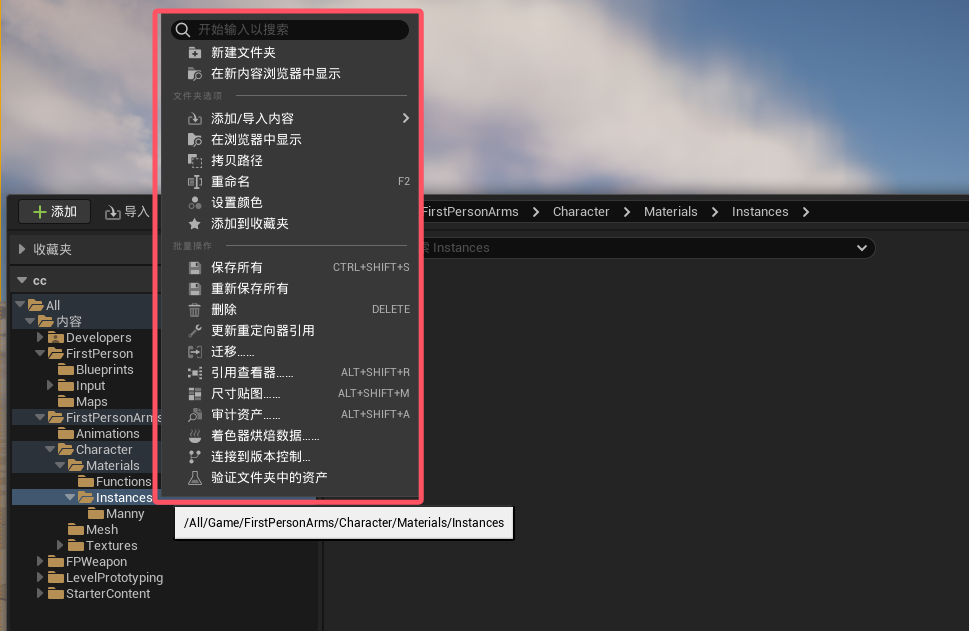 开始输入以搜索
新建文件夹
在新内容浏览器中显示
文件夹选项
添加/导入内容
在浏览器中显示
拷贝路径
重命名 F2
设置颜色
添加到收藏夹
批量操作
保存所有 CTRL+SHIFT+S
重新保存所有
删除 DELETE
更新重定向器引用
迁移……
引用查看器…… ALT+SHIFT+R
尺寸贴图…… ALT+SHIFT+M
审计资产…… ALT+SHIFT+A
着色器烘焙数据……
连接到版本控制…
验证文件夹中的资产
添加 导入
FirstPersonArms Character Materials Instances
Instances
收藏夹
cc
All
内容
Developers
FirstPerson
Blueprints
Input
Maps
FirstPersonArms
Animations
Character
Materials
Functions
Instances
Manny
Mesh
Textures
FPWeapon
LevelPrototyping
StarterContent
/All/Game/FirstPersonArms/Character/Materials/Instances